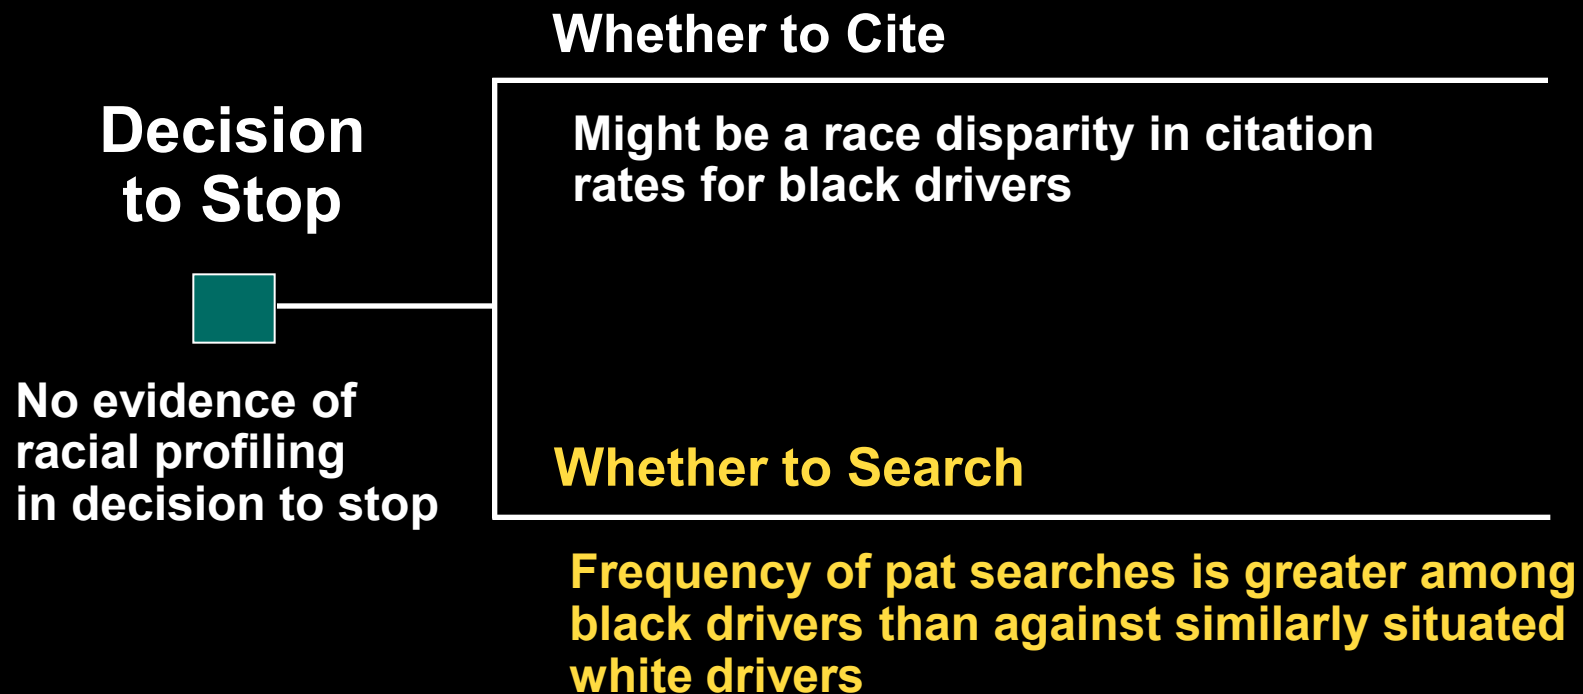 Whether to Cite
Decision
to Stop
Might be a race disparity in citation
rates for black drivers
No evidence of
racial profiling
in decision to stop
Whether to Search
Frequency of pat searches is greater among
black drivers than against similarly situated
white drivers